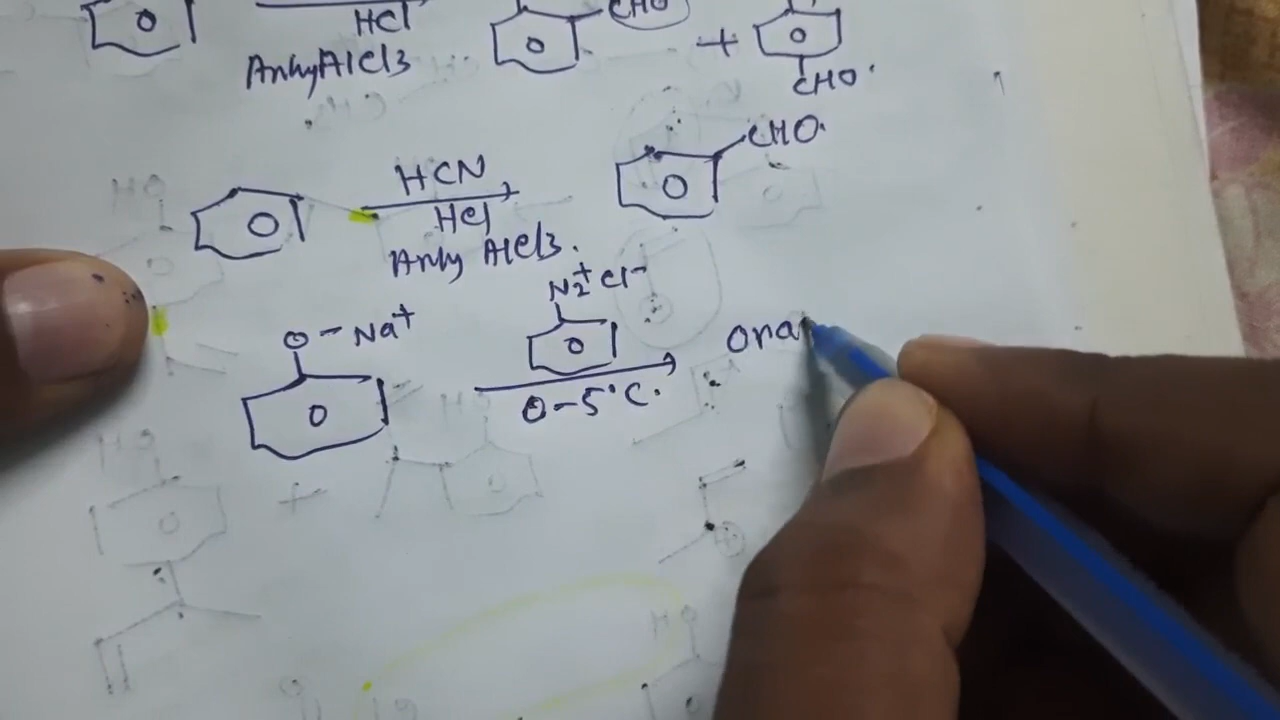 HCl
Anhy AlCl3
CHO
+
CHO
HCN
HCl
Anhy AlCl3.
CHO
O - Na+
N2+ Cl-
0-5°C.
Ora